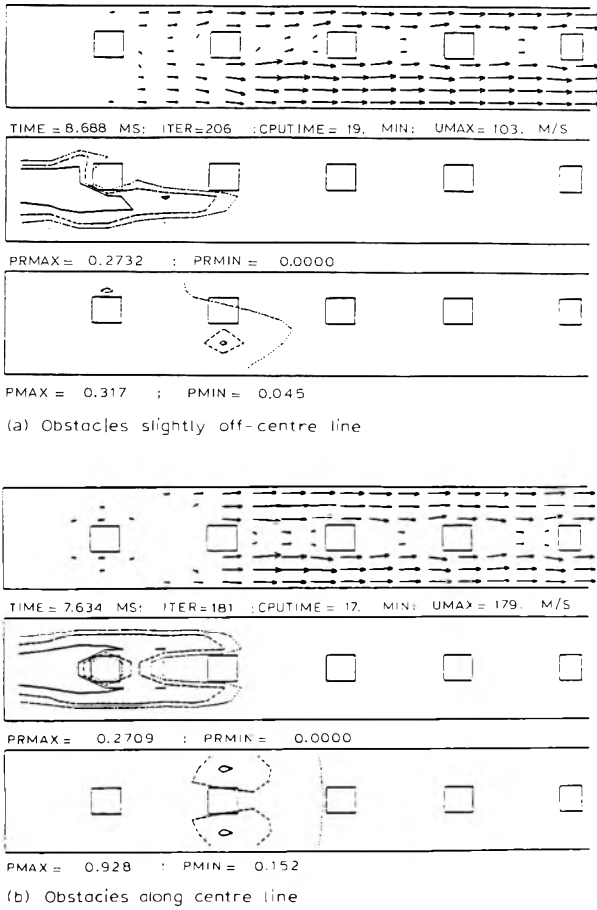 TIME = 8.688 MS: ITER=206 :CPUTIME = 19. MIN: UMAX = 103. M/S
PRMAX = 0.2732 : PRMIN = 0.0000
PMAX = 0.317 ; PMIN = 0.045
(a) Obstacles slightly off-centre line
TIME = 7.634 MS: ITER=181 :CPUTIME = 17. MIN: UMAX = 179. M/S
PRMAX = 0.2709 : PRMIN = 0.0000
PMAX = 0.928 : PMIN = 0.152
(b) Obstacles along centre line